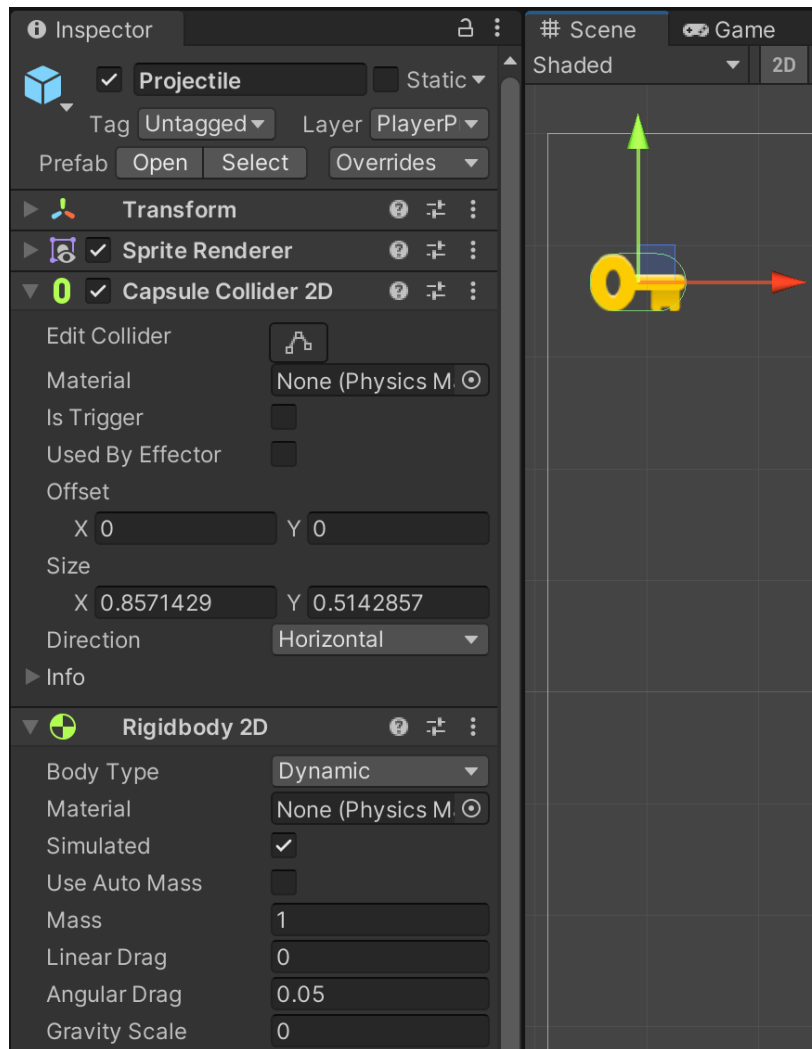 Inspector
Scene
Game
Shaded
2D
Projectile
Static
Tag Untagged Layer PlayerP
Prefab Open Select Overrides
Transform
Sprite Renderer
Capsule Collider 2D
Edit Collider
Material None (Physics M
Is Trigger
Used By Effector
Offset
X 0 Y 0
Size
X 0.8571429 Y 0.5142857
Direction Horizontal
Info
Rigidbody 2D
Body Type Dynamic
Material None (Physics M
Simulated
Use Auto Mass
Mass 1
Linear Drag 0
Angular Drag 0.05
Gravity Scale 0